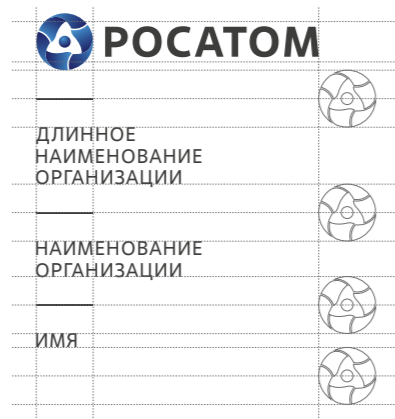 РОСАТОМ
ДЛИННОЕ
НАИМЕНОВАНИЕ
ОРГАНИЗАЦИИ
НАИМЕНОВАНИЕ
ОРГАНИЗАЦИИ
ИМЯ